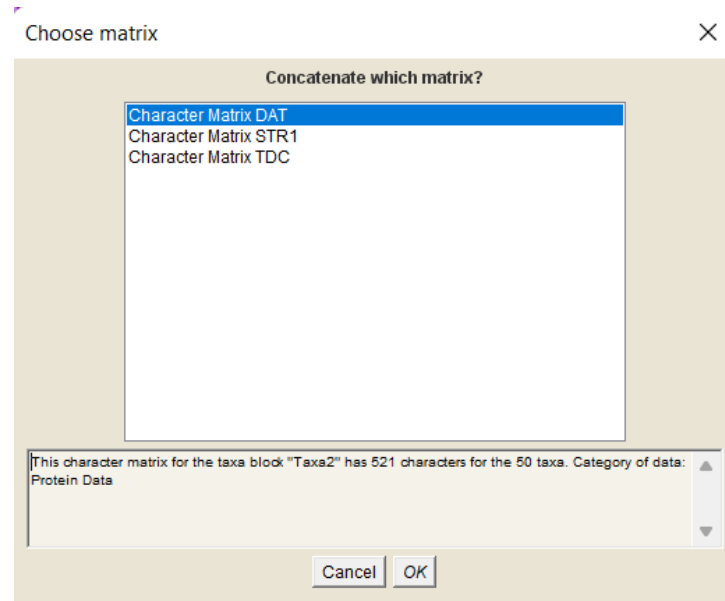 Choose matrix
Concatenate which matrix?
Character Matrix DAT
Character Matrix STR1
Character Matrix TDC
This character matrix for the taxa block "Taxa2" has 521 characters for the 50 taxa. Category of data:
Protein Data
Cancel OK